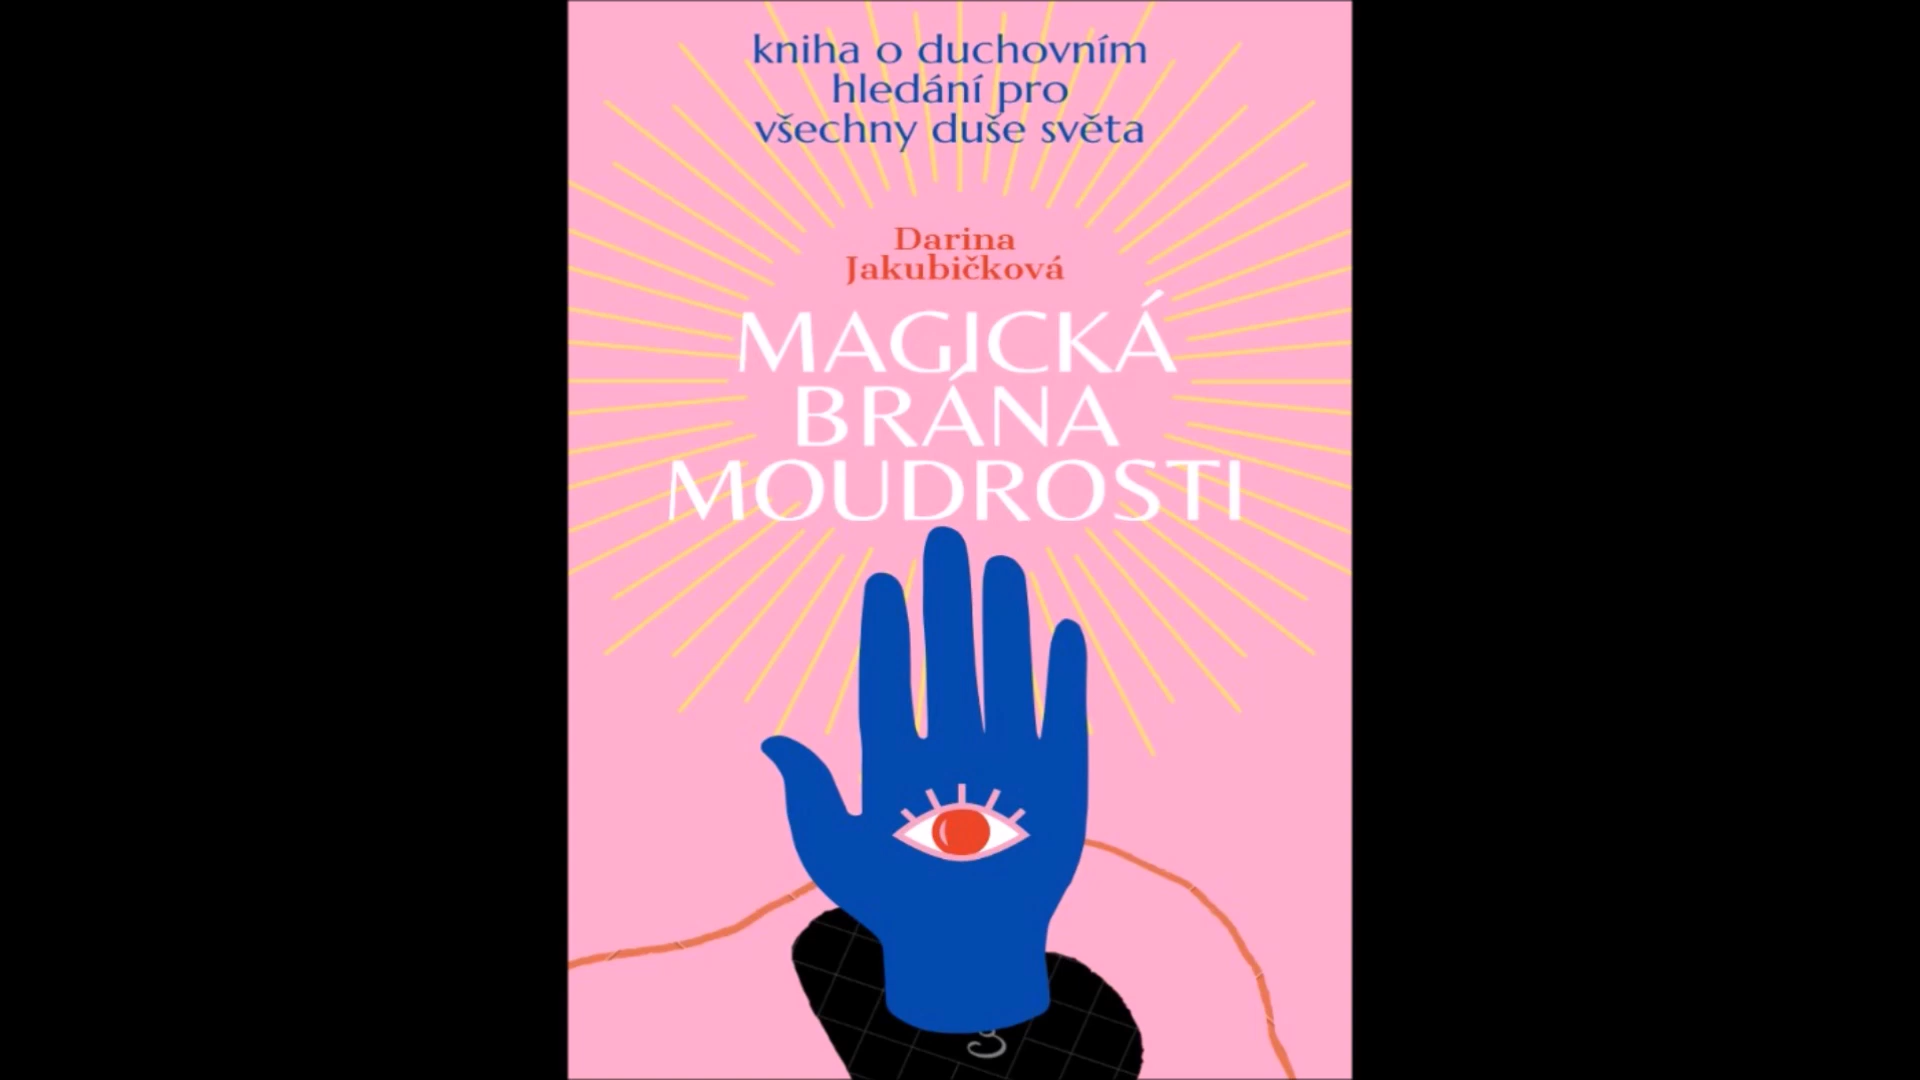 kniha o duchovním
hledání pro
všechny duše světa
Darina
Jakubičková
MAGICKÁ
BRÁNA
MOUDROSTI